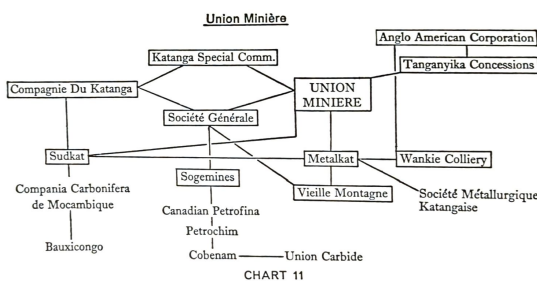 Union Minière
Anglo American Corporation
Katanga Special Comm.
Tanganyika Concessions
Compagnie Du Katanga
UNION
MINIERE
Société Générale
Sudkat
Metalkat
Wankie Colliery
Sogemines
Vieille Montagne
Société Métallurgique
Katangaise
Compania Carbonifera
de Mocambique
Canadian Petrofina
Petrochim
Bauxicongo
Cobenam
Union Carbide
CHART 11